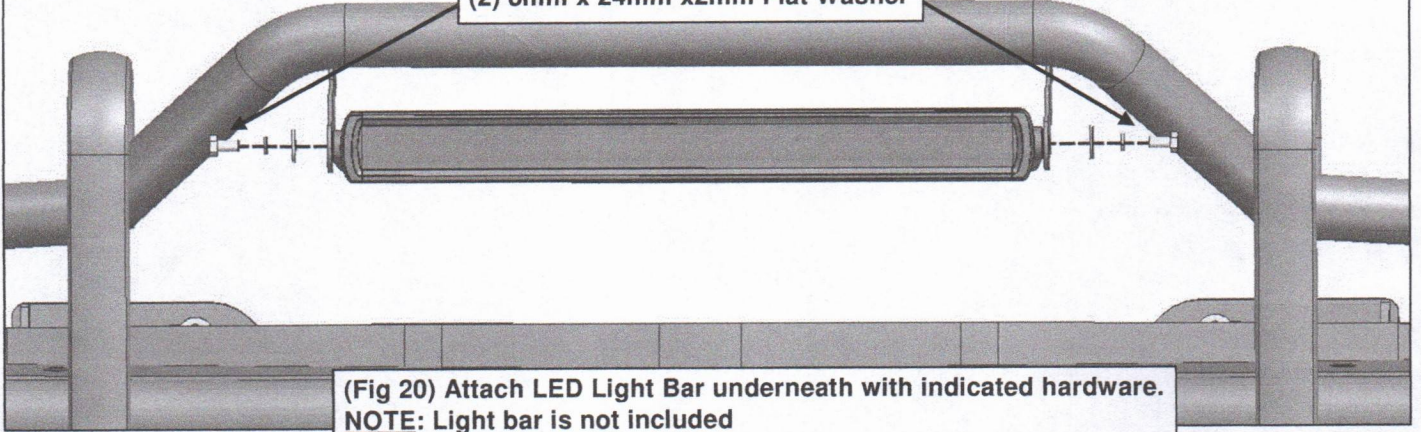 (2) 8mm x 24mm x2mm Flat Washer
(Fig 20) Attach LED Light Bar underneath with indicated hardware.
NOTE: Light bar is not included